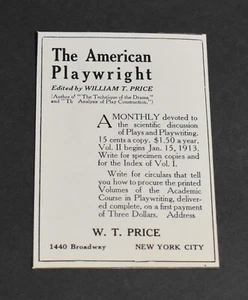 The American
Playwright
Edited by WILLIAM T. PRICE
(Author of "The Technique of the Drama,"
and "The Analysis of Play Construction.")
A MONTHLY devoted to
the scientific discussion
of Plays and Playwriting.
15 cents a copy. $1.50 a year.
Vol. II begins Jan. 15, 1913.
Write for specimen copies and
for the Index of Vol. I.
Write for circulars that tell
you how to procure the printed
Volumes of the Academic
Course in Playwriting, deliver-
ed complete, on a first payment
of Three Dollars. Address
W. T. PRICE
1440 Broadway NEW YORK CITY